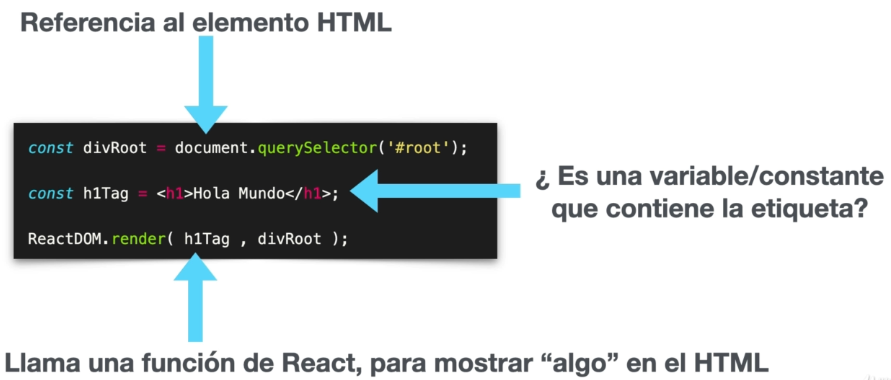 Referencia al elemento HTML
const divRoot = document.querySelector('#root');
const h1Tag = <h1>Hola Mundo</h1>;
¿ Es una variable/constante
que contiene la etiqueta?
ReactDOM.render( h1Tag , divRoot );
Llama una función de React, para mostrar “algo” en el HTML